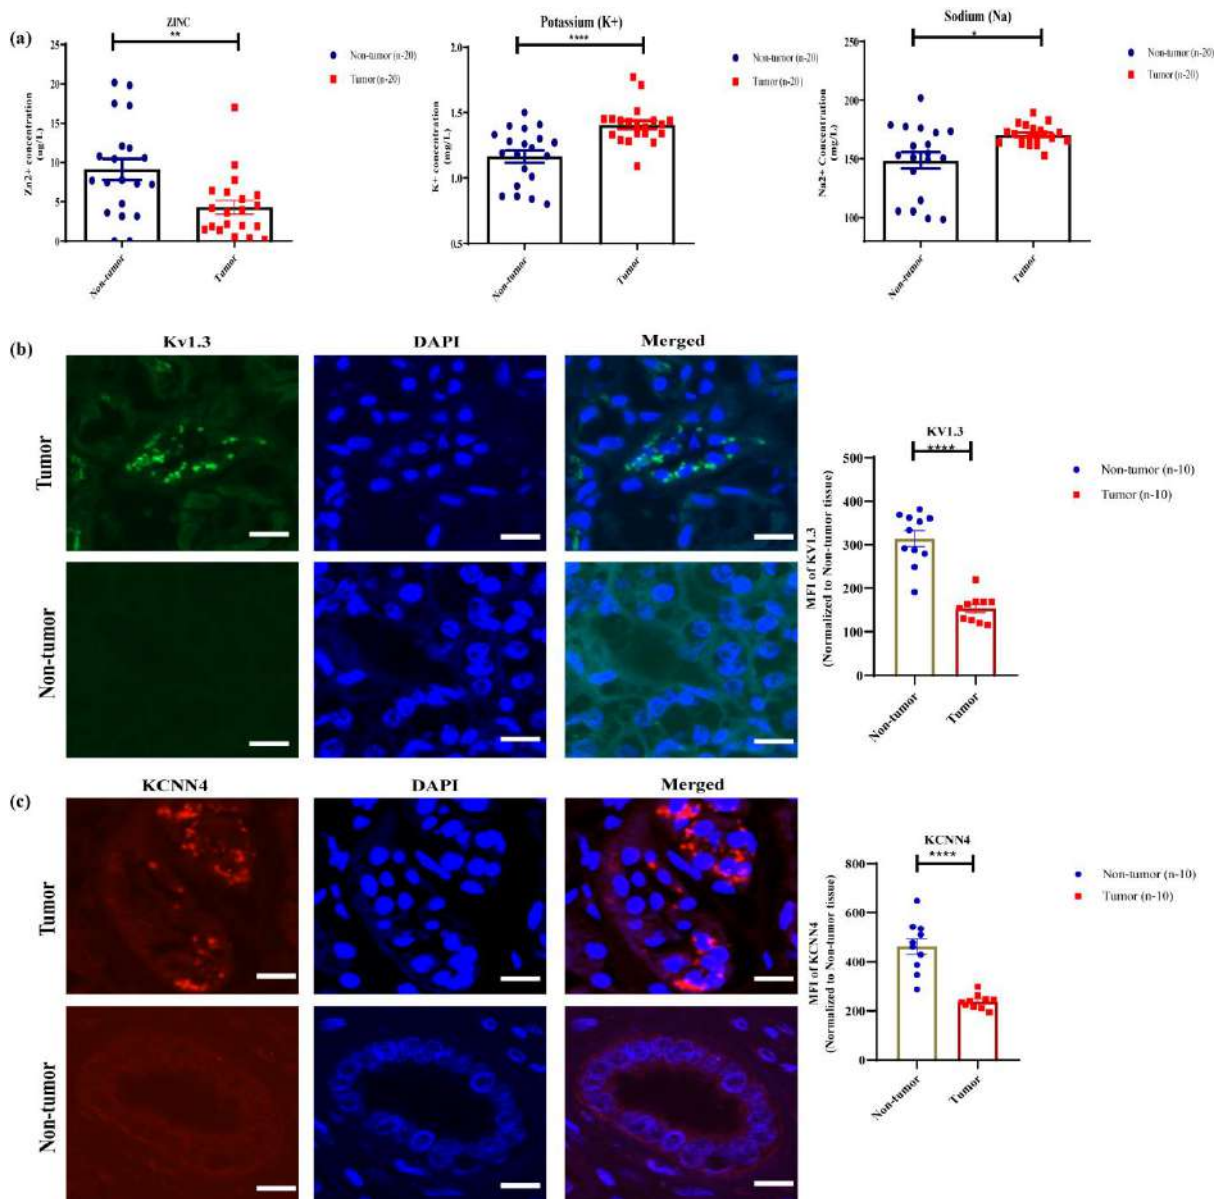 (a)
ZINC
**
Zn2+ concentration
(ug/L)
25
20
15
10
5
0
Non-tumor
Tumor
Non-tumor (n-20)
Tumor (n-20)
Potassium (K+)
****
K+ concentration
(mg/L)
2.0
1.5
1.0
0.5
Non-tumor
Tumor
Non-tumor (n-20)
Tumor (n-20)
Sodium (Na)
*
Na2+ Concentration
(mg/L)
250
200
150
100
Non-tumor
Tumor
Non-tumor (n-20)
Tumor (n-20)
(b)
Kv1.3
DAPI
Merged
Tumor
Non-tumor
KV1.3
****
MFI of KV1.3
(Normalized to Non-tumor tissue)
500
400
300
200
100
0
Non-tumor
Tumor
Non-tumor (n-10)
Tumor (n-10)
(c)
KCNN4
DAPI
Merged
Tumor
Non-tumor
KCNN4
****
MFI of KCNN4
(Normalized to Non-tumor tissue)
800
600
400
200
0
Non-tumor
Tumor
Non-tumor (n-10)
Tumor (n-10)